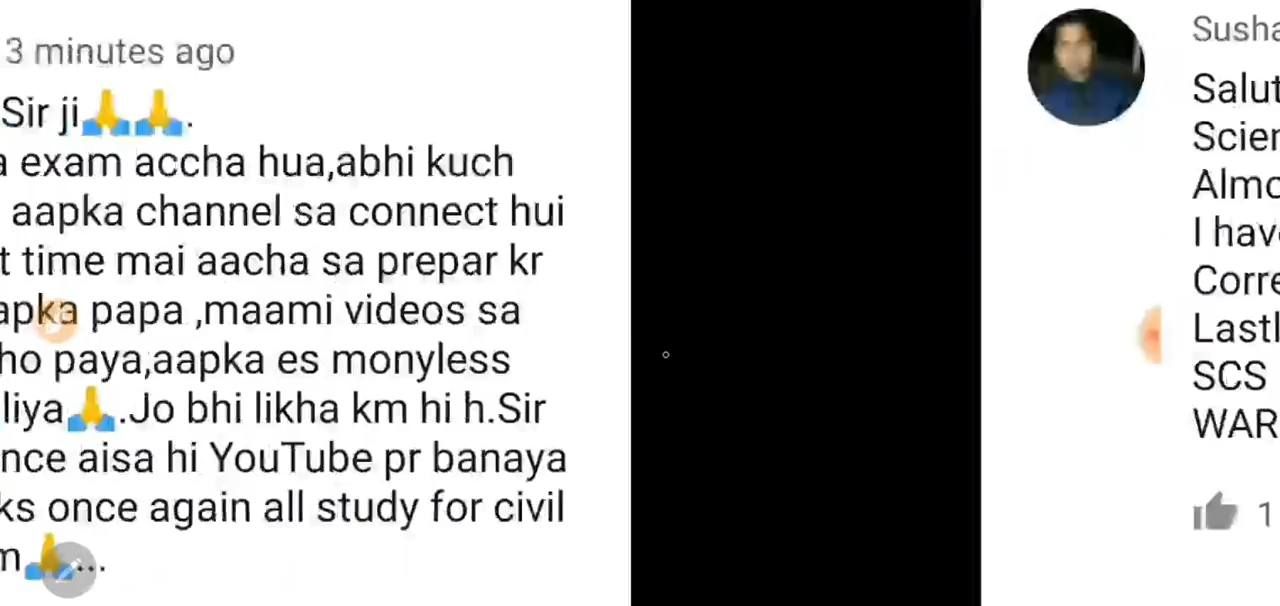 3 minutes ago
Sir ji🙏🙏.
a exam accha hua,abhi kuch
aapka channel sa connect hui
t time mai aacha sa prepar kr
apka papa ,maami videos sa
ho paya,aapka es monyless
liya🙏.Jo bhi likha km hi h.Sir
nce aisa hi YouTube pr banaya
ks once again all study for civil
m🙏...
Susha
Salut
Scien
Almo
I have
Corre
Lastl
SCS
WAR
1